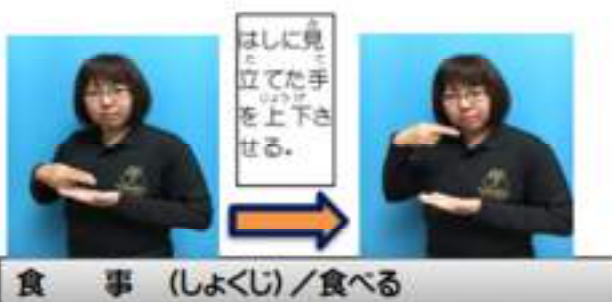 はしに見
立てた手
を上下さ
せる。
食　事　(しょくじ)／食べる